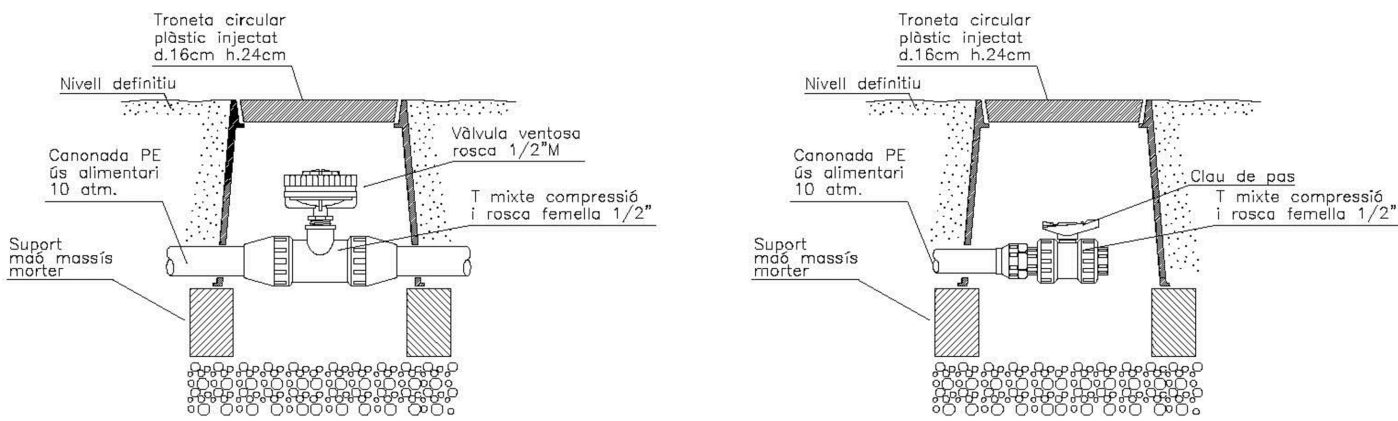 Troneta circular
plàstic injectat
d.16cm h.24cm
Nivell definitiu
Vàlvula ventosa
rosca 1/2"M
Canonada PE
ús alimentari
10 atm.
T mixte compressió
i rosca femella 1/2"
Suport
maó massís
morter
Troneta circular
plàstic injectat
d.16cm h.24cm
Nivell definitiu
Canonada PE
ús alimentari
10 atm.
Clau de pas
T mixte compressió
i rosca femella 1/2"
Suport
maó massís
morter